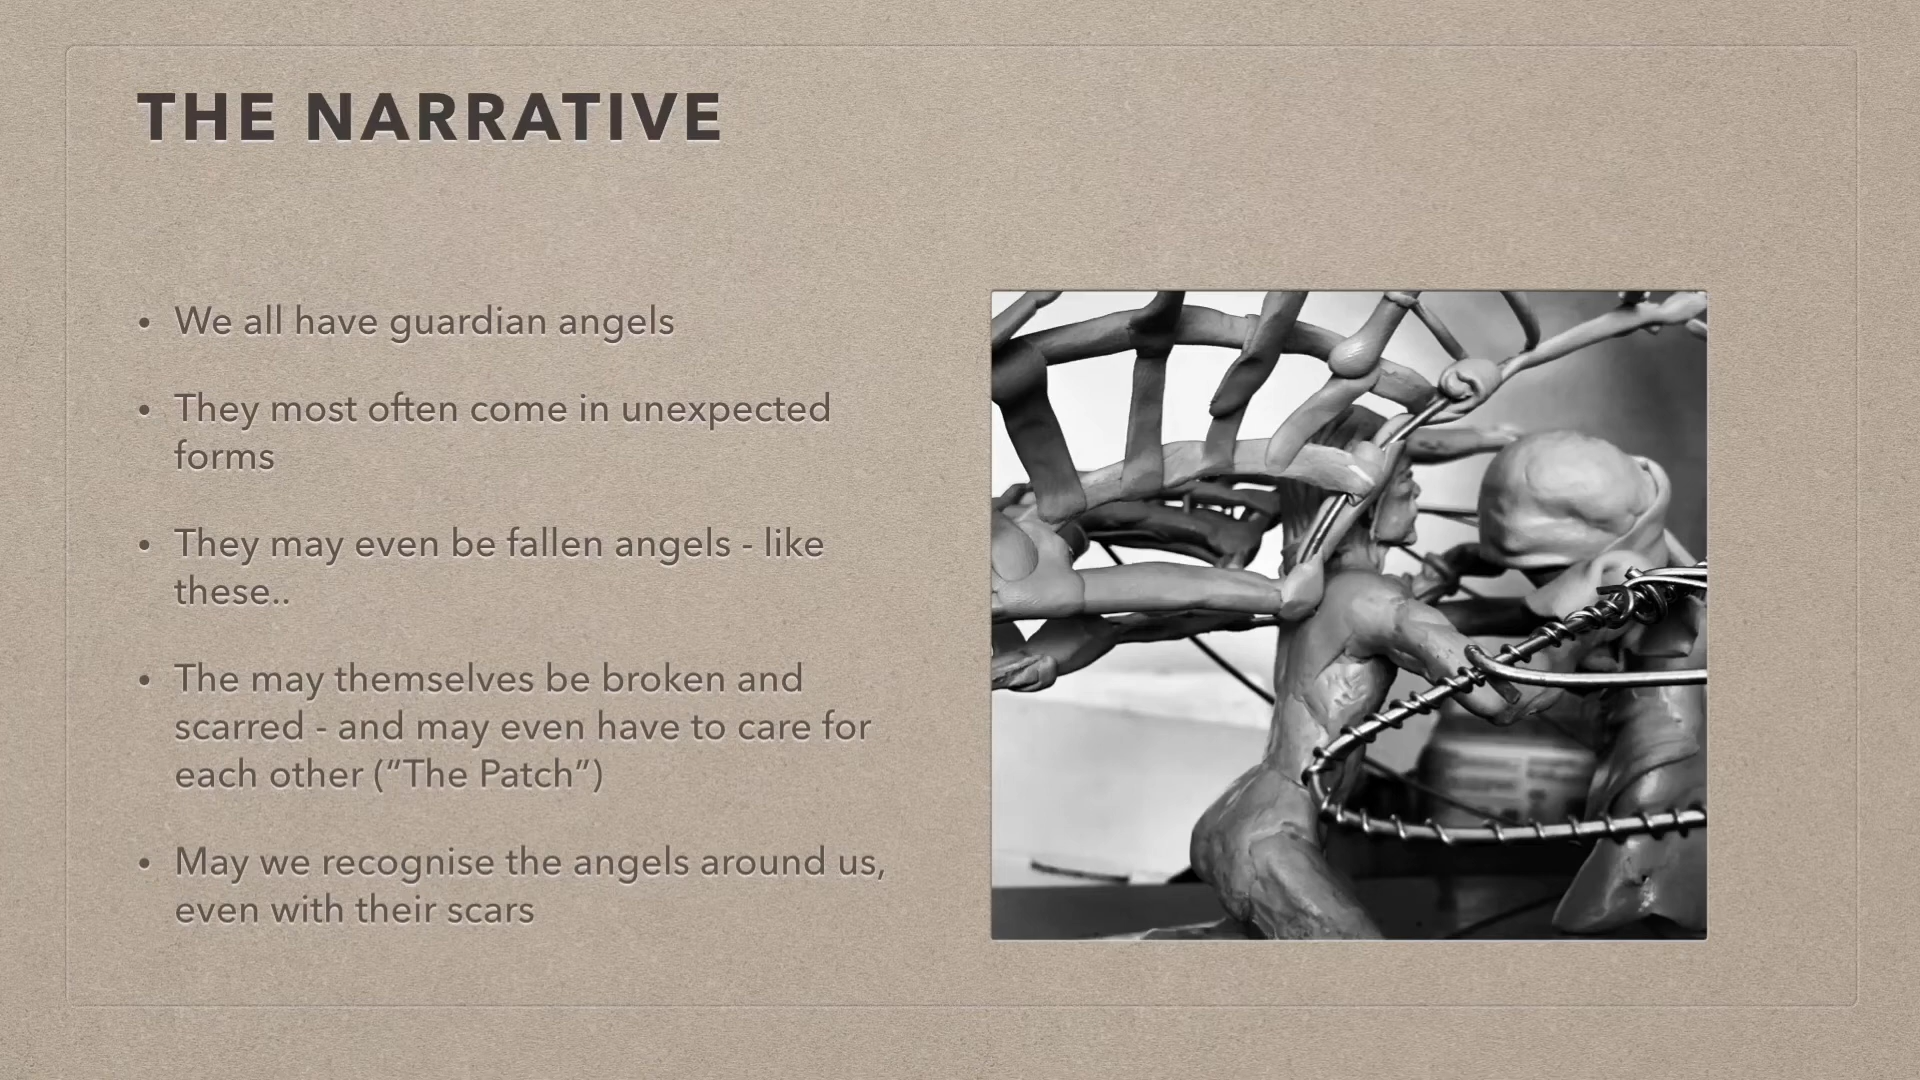 THE NARRATIVE
• We all have guardian angels
• They most often come in unexpected
forms
• They may even be fallen angels - like
these..
• The may themselves be broken and
scarred - and may even have to care for
each other (”The Patch”)
• May we recognise the angels around us,
even with their scars